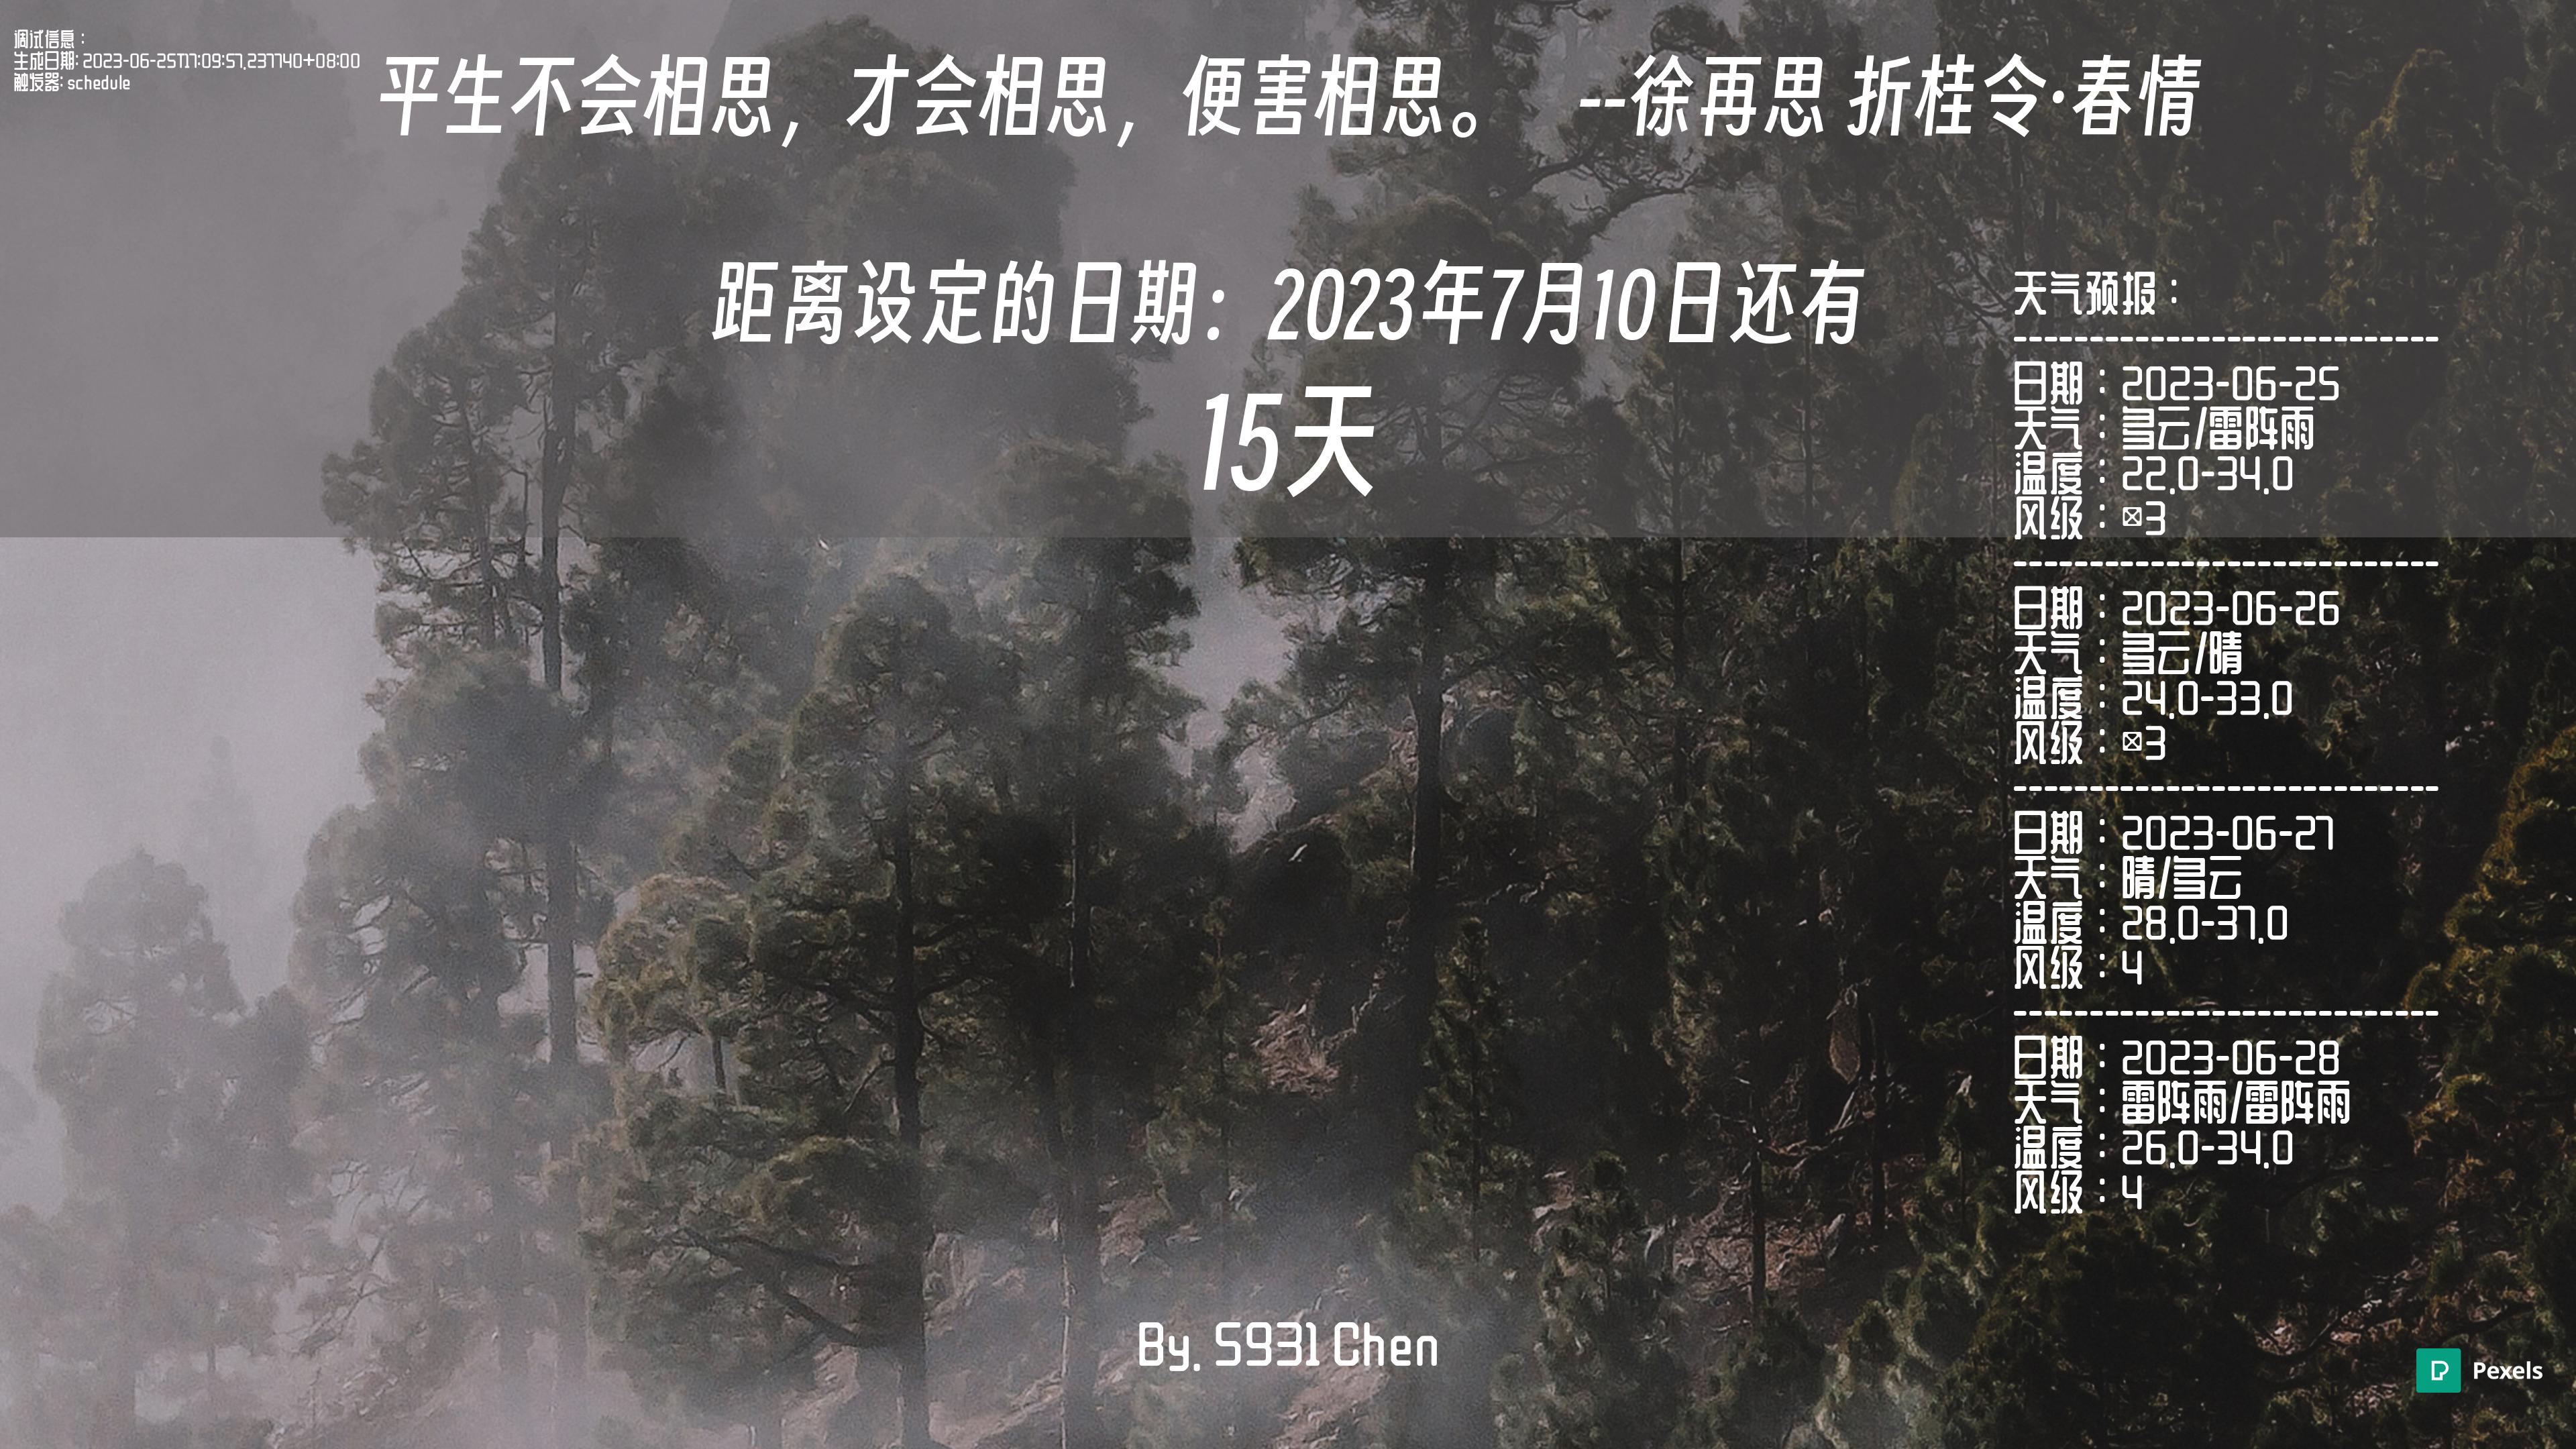 调试信息：
生成日期: 2023-06-25T17:09:57.237740+08:00
触发器: schedule
平生不会相思，才会相思，便害相思。 --徐再思 折桂令·春情
距离设定的日期：2023年7月10日还有
15天
天气预报：
----------------------------
日期：2023-06-25
天气：多云/雷阵雨
温度：22.0-34.0
风级：3
----------------------------
日期：2023-06-26
天气：多云/晴
温度：24.0-33.0
风级：3
----------------------------
日期：2023-06-27
天气：晴/多云
温度：28.0-37.0
风级：4
----------------------------
日期：2023-06-28
天气：雷阵雨/雷阵雨
温度：26.0-34.0
风级：4
By. S931 Chen
Pexels